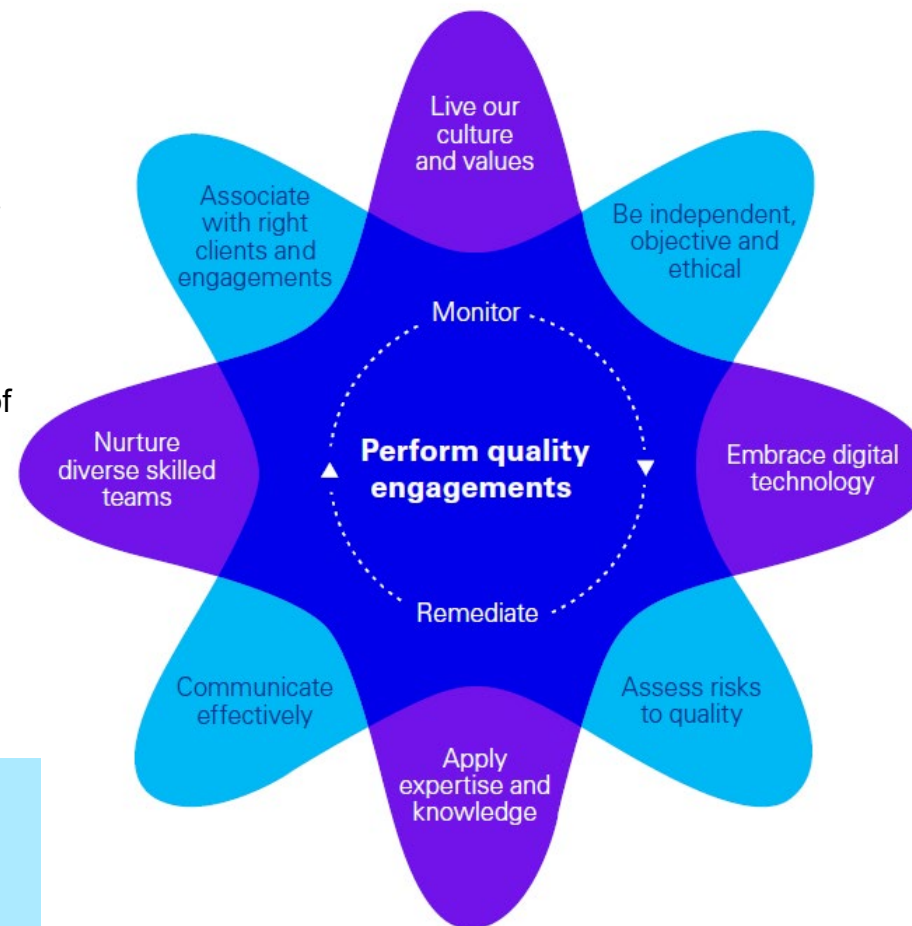 Live our
culture
and values
Associate
with right
clients and
engagements
Be independent,
objective and
ethical
Monitor
of
Nurture
diverse skilled
teams
Perform quality
engagements
Embrace digital
technology
Remediate
Communicate
effectively
Assess risks
to quality
Apply
expertise and
knowledge